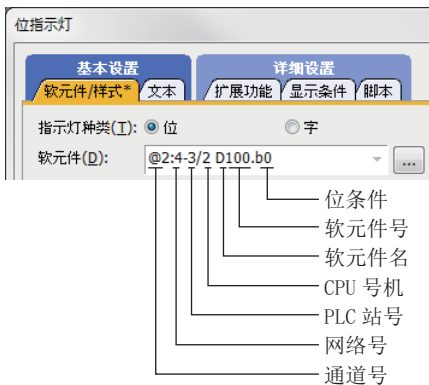 位指示灯
基本设置 详细设置
软元件/样式* 文本 扩展功能 显示条件 脚本
指示灯种类(T): 位 字
软元件(D): @2:4-3/2 D100.b0 ...
位条件
软元件号
软元件名
CPU 号机
PLC 站号
网络号
通道号